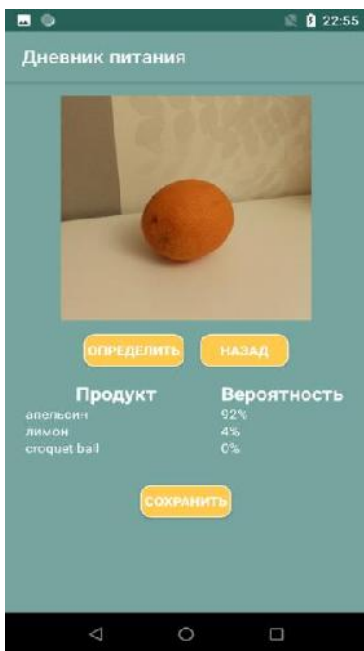 22:55
Дневник питания
ОПРЕДЕЛИТЬ НАЗАД
Продукт Вероятность
апельсин 92%
лимон 4%
croquet ball 0%
СОХРАНИТЬ